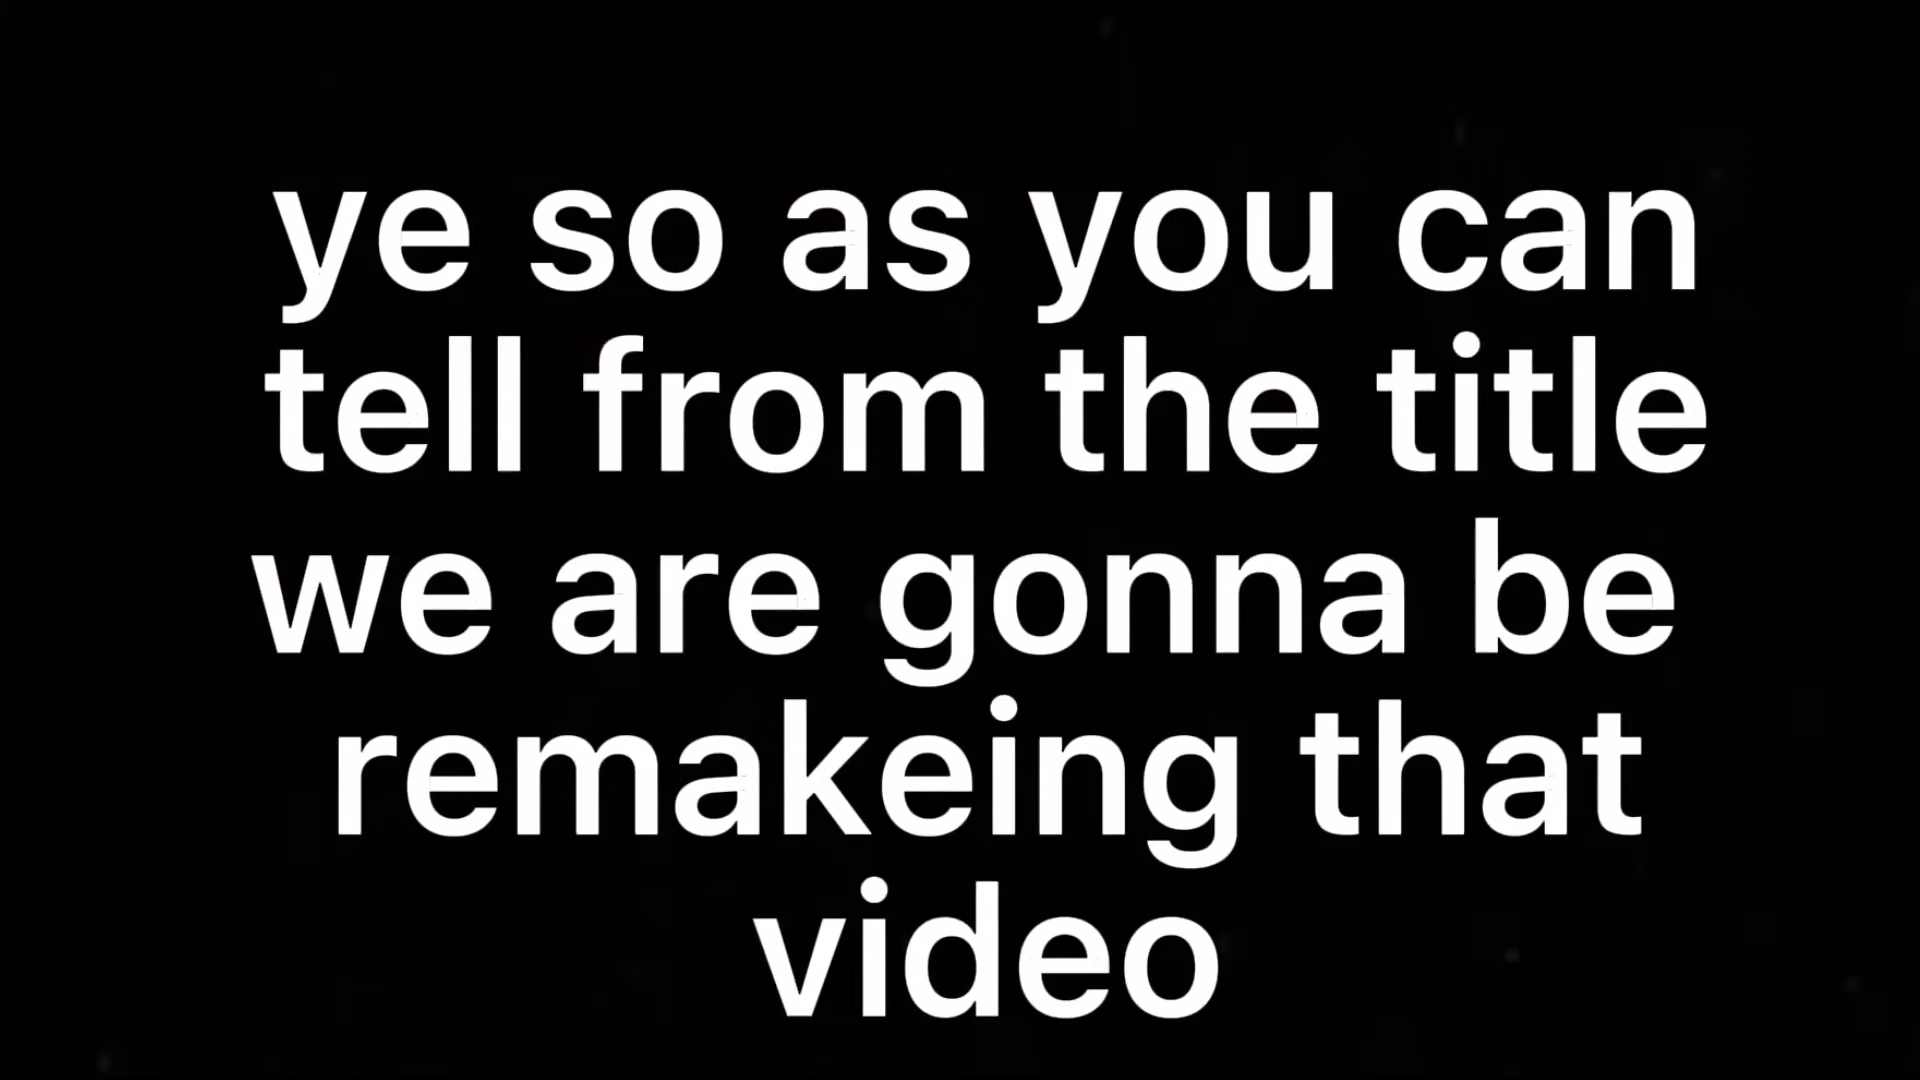 ye so as you can
tell from the title
we are gonna be
remakeing that
video